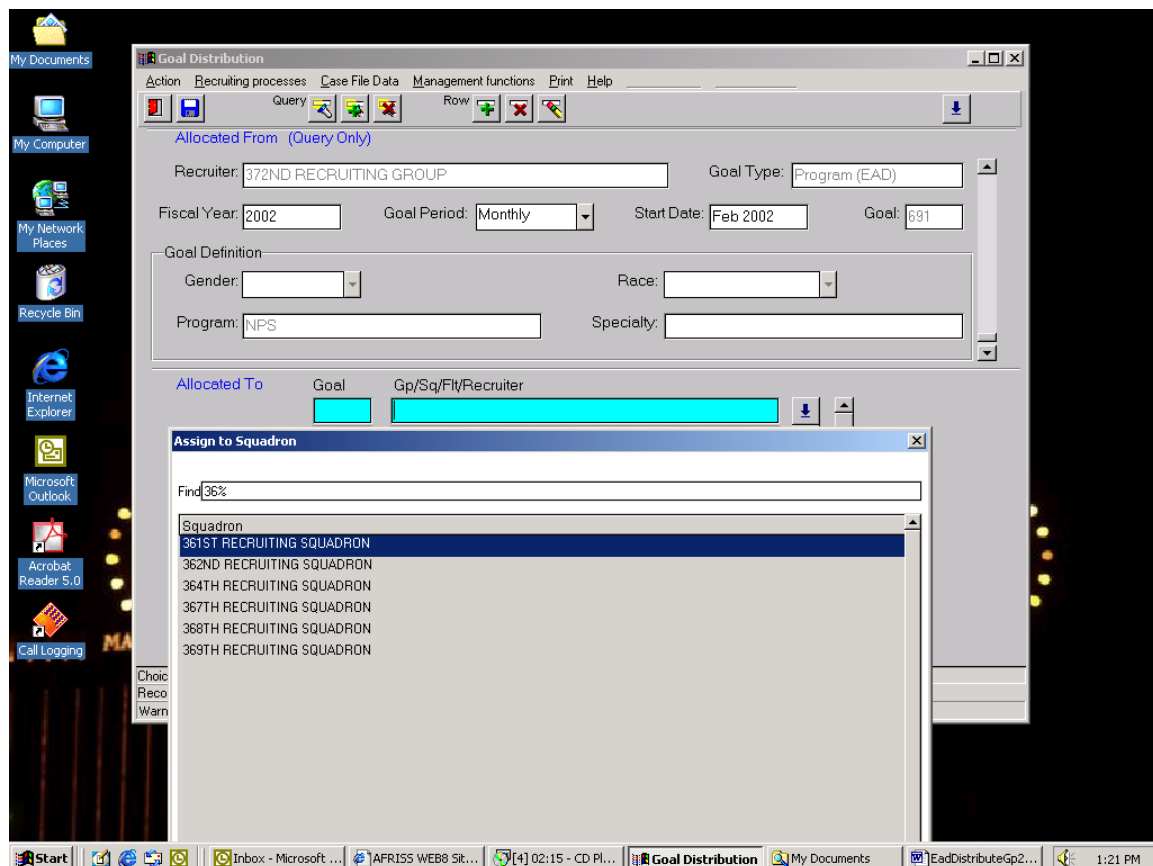 My Documents
My Computer
My Network
Places
Recycle Bin
Internet
Explorer
Microsoft
Outlook
Acrobat
Reader 5.0
Call Logging
MA
Goal Distribution
Action Recruiting processes Case File Data Management functions Print Help
Query Row
Allocated From (Query Only)
Recruiter: 372ND RECRUITING GROUP Goal Type: Program (EAD)
Fiscal Year: 2002 Goal Period: Monthly Start Date: Feb 2002 Goal: 691
Goal Definition
Gender: Race:
Program: NPS Specialty:
Allocated To Goal Gp/Sq/Flt/Recruiter
Assign to Squadron
Find 36%
Squadron
361ST RECRUITING SQUADRON
362ND RECRUITING SQUADRON
364TH RECRUITING SQUADRON
367TH RECRUITING SQUADRON
368TH RECRUITING SQUADRON
369TH RECRUITING SQUADRON
Choic
Reco
Warn
Start Inbox - Microsoft ... AFRISS WEB8 Sit... [4] 02:15 - CD Pl... Goal Distribution My Documents EadDistributeGp2... 1:21 PM